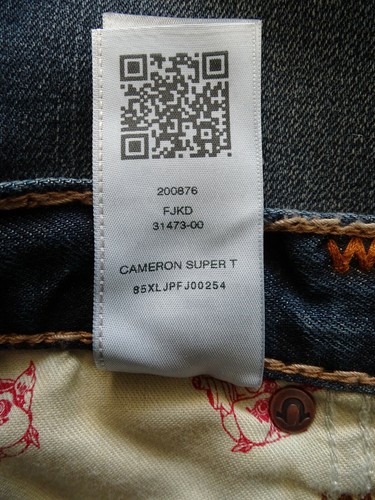 200876
FJKD
31473-00
CAMERON SUPER T
85XLJPFJ00254